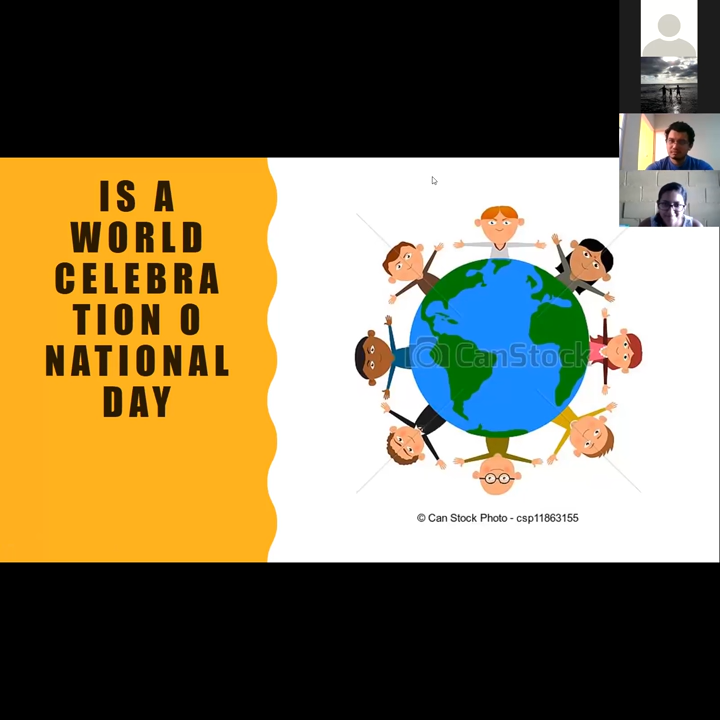 IS A
WORLD
CELEBRA
TION O
NATIONAL
DAY
CanStock
© Can Stock Photo - csp11863155